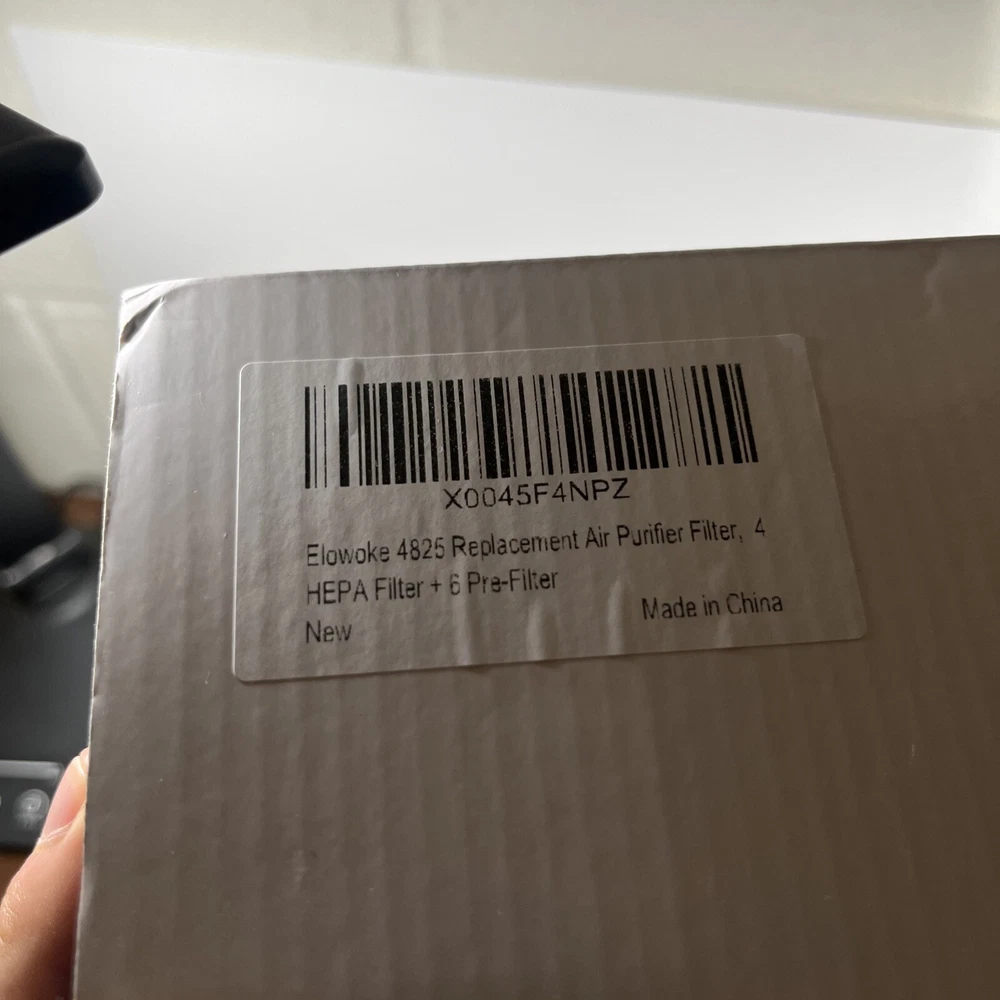 X0045F4NPZ
Elowoke 4825 Replacement Air Purifier Filter, 4
HEPA Filter + 6 Pre-Filter
New
Made in China